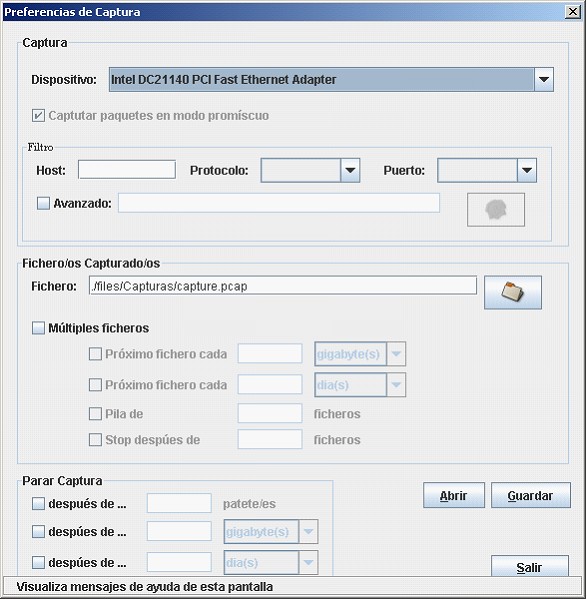 Preferencias de Captura
Captura
Dispositivo: Intel DC21140 PCI Fast Ethernet Adapter
Captutar paquetes en modo promíscuo
Filtro
Host: Protocolo: Puerto:
Avanzado:
Fichero/os Capturado/os
Fichero: ./files/Capturas/capture.pcap
Múltiples ficheros
Próximo fichero cada gigabyte(s)
Próximo fichero cada dia(s)
Pila de ficheros
Stop despúes de ficheros
Parar Captura
después de ... patete/es
despúes de ... gigabyte(s)
despúes de ... dia(s)
Abrir Guardar
Salir
Visualiza mensajes de ayuda de esta pantalla